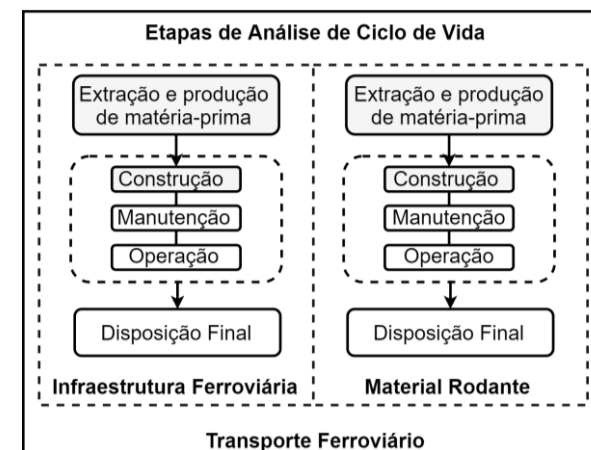 Etapas de Análise de Ciclo de Vida
Extração e produção
de matéria-prima
Construção
Manutenção
Operação
Disposição Final
Infraestrutura Ferroviária
Extração e produção
de matéria-prima
Construção
Manutenção
Operação
Disposição Final
Material Rodante
Transporte Ferroviário